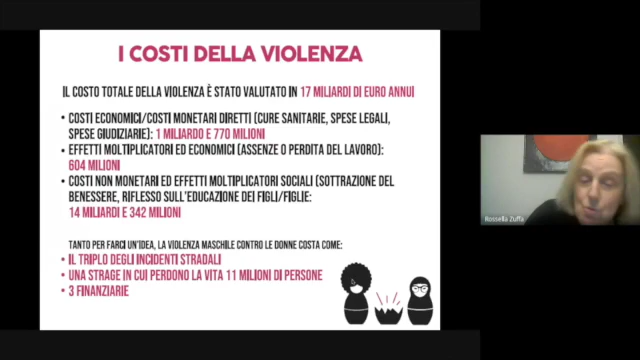 I COSTI DELLA VIOLENZA
IL COSTO TOTALE DELLA VIOLENZA È STATO VALUTATO IN 17 MILIARDI DI EURO ANNUI
• COSTI ECONOMICI/COSTI MONETARI DIRETTI (CURE SANITARIE, SPESE LEGALI,
SPESE GIUDIZIARIE): 1 MILIARDO E 770 MILIONI
• EFFETTI MOLTIPLICATORI ED ECONOMICI (ASSENZE O PERDITA DEL LAVORO):
604 MILIONI
• COSTI NON MONETARI ED EFFETTI MOLTIPLICATORI SOCIALI (SOTTRAZIONE DEL
BENESSERE, RIFLESSO SULL'EDUCAZIONE DEI FIGLI/FIGLIE:
14 MILIARDI E 342 MILIONI
TANTO PER FARCI UN'IDEA, LA VIOLENZA MASCHILE CONTRO LE DONNE COSTA COME:
• IL TRIPLO DEGLI INCIDENTI STRADALI
• UNA STRAGE IN CUI PERDONO LA VITA 11 MILIONI DI PERSONE
• 3 FINANZIARIE
Rossella Zuffa